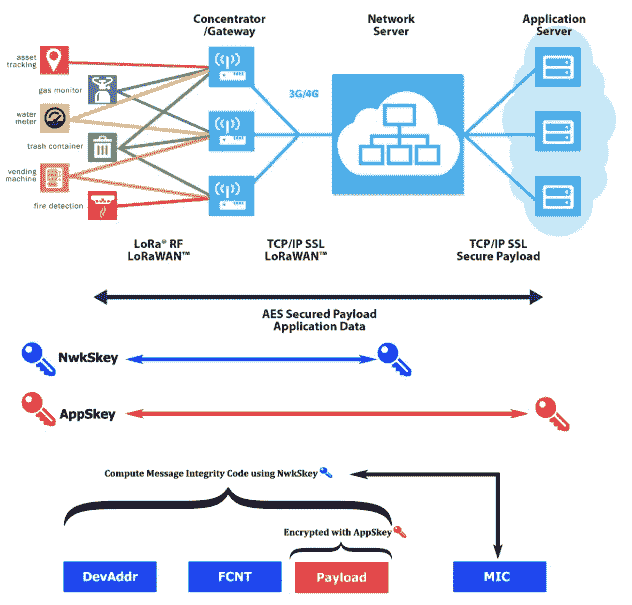 Concentrator
/Gateway
Network
Server
Application
Server
asset
tracking
gas monitor
3G/4G
water
meter
trash container
vending
machine
fire detection
LoRa® RF
LoRaWAN™
TCP/IP SSL
LoRaWAN™
TCP/IP SSL
Secure Payload
AES Secured Payload
Application Data
NwkSkey
AppSkey
Compute Message Integrity Code using NwkSkey
Encrypted with AppSkey
DevAddr
FCNT
Payload
MIC